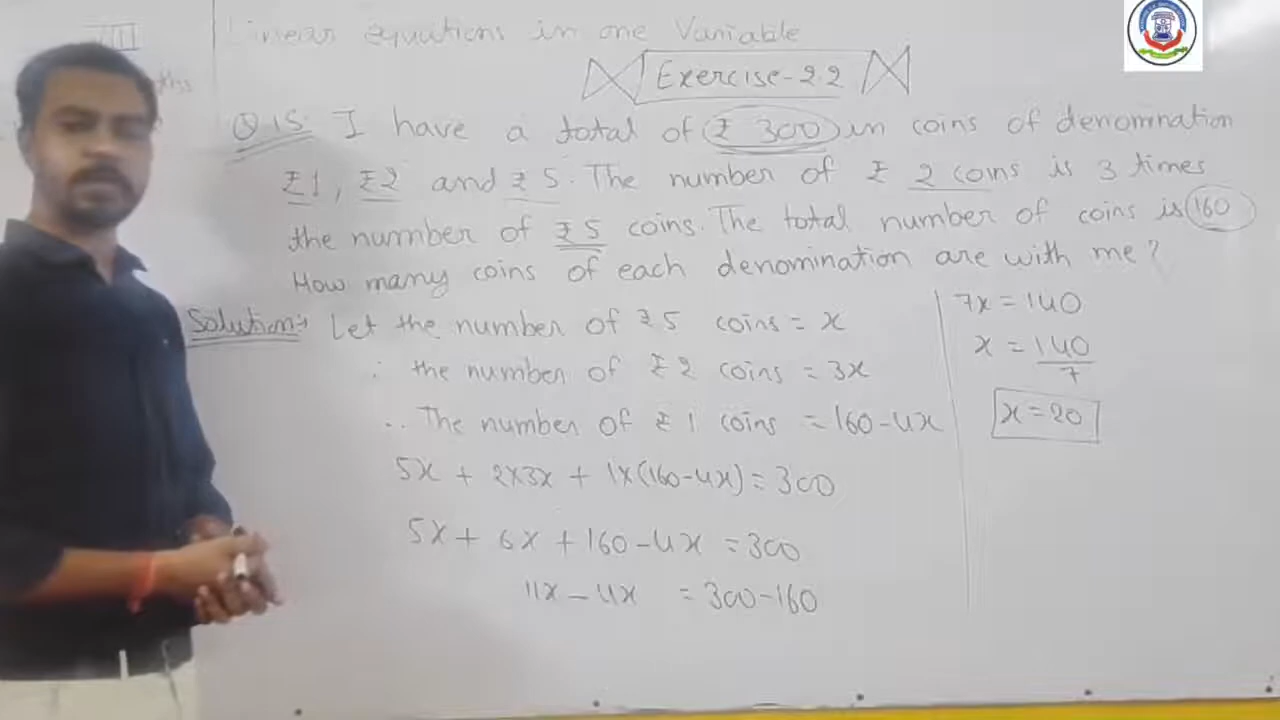 VIII
Linear equations in one Variable
ths
Exercise-2.2
Q 15. I have a total of ₹ 300 in coins of denomination
₹1, ₹2 and ₹ 5. The number of ₹ 2 coins is 3 times
the number of ₹ 5 coins. The total number of coins is 160
How many coins of each denomination are with me?
Solution:→ Let the number of ₹5 coins = x
∴ the number of ₹2 coins = 3x
∴ The number of ₹ 1 coins = 160-4x
5x + 2×3x + 1×(160-4x) = 300
5x + 6x + 160 - 4x = 300
11x - 4x = 300-160
7x = 140
x = 140
7
x = 20